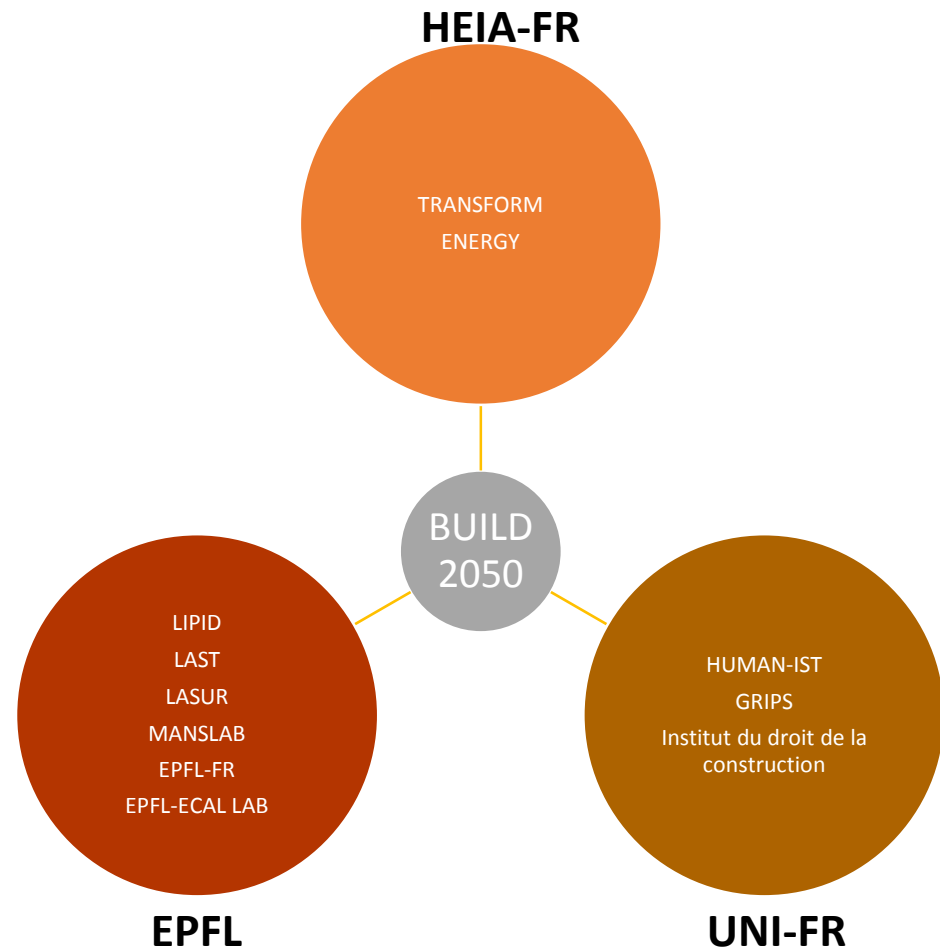 HEIA-FR
TRANSFORM
ENERGY
BUILD
2050
LIPID
LAST
LASUR
MANSLAB
EPFL-FR
EPFL-ECAL LAB
EPFL
HUMAN-IST
GRIPS
Institut du droit de la
construction
UNI-FR